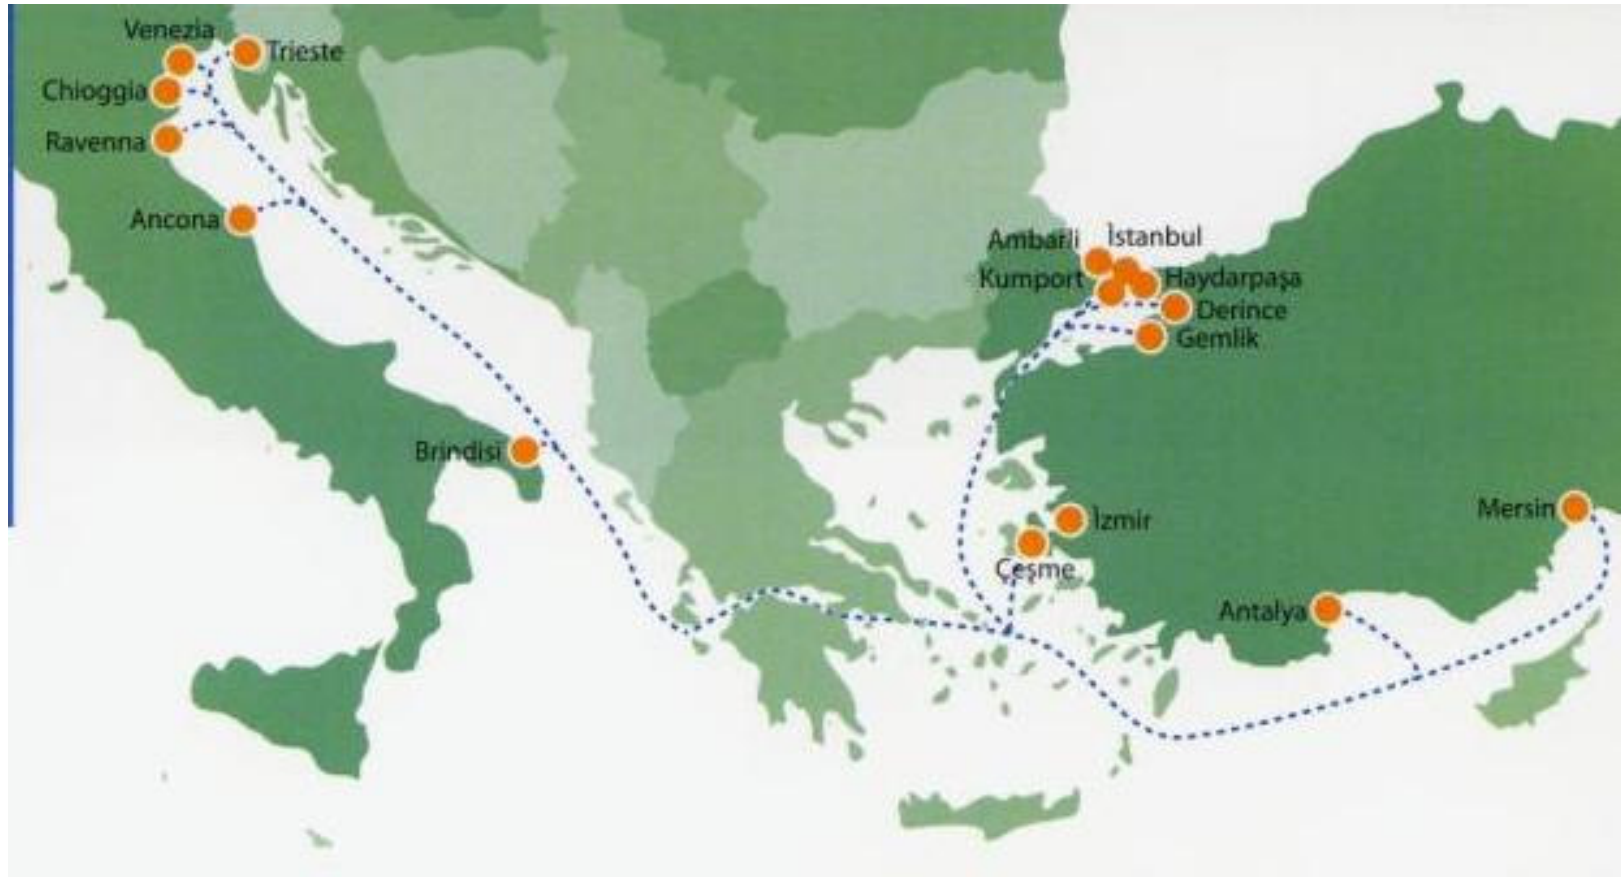 Venezia
Trieste
Chioggia
Ravenna
Ancona
Ambarli
İstanbul
Kumport
Haydarpaşa
Derince
Gemlik
Brindisi
İzmir
Mersin
Çeşme
Antalya